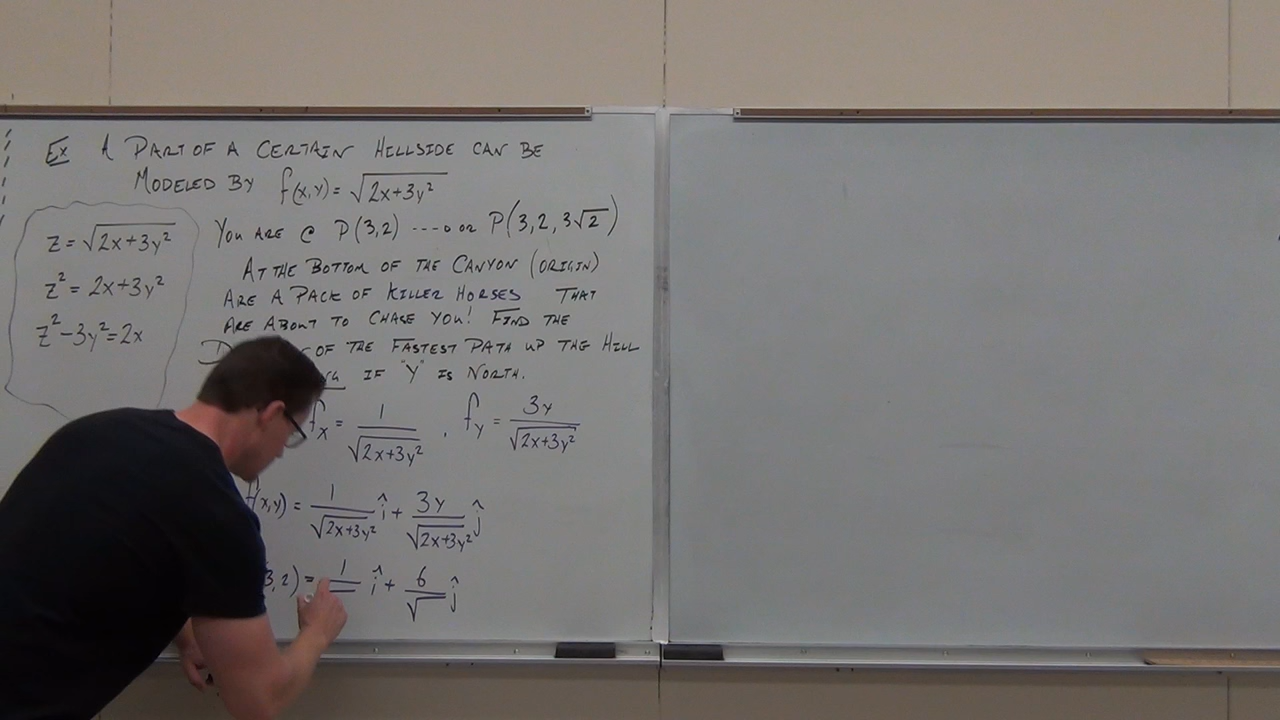 Ex A PART OF A CERTAIN HILLSIDE CAN BE
MODELED BY f(x,y) = √(2x+3y²)
z = √(2x+3y²)
z² = 2x+3y²
z² - 3y² = 2x
YOU ARE @ P(3,2) ----o OR P(3, 2, 3√2)
AT THE BOTTOM OF THE CANYON (ORIGIN)
ARE A PACK OF KILLER HORSES THAT
ARE ABOUT TO CHASE YOU! FIND THE
OF THE FASTEST PATH UP THE HILL
IF "Y" IS NORTH.
f_x = 1/√(2x+3y²) , f_y = 3y/√(2x+3y²)
f(x,y) = 1/√(2x+3y²) î + 3y/√(2x+3y²) ĵ
3,2) = 1/ î + 6/√ ĵ